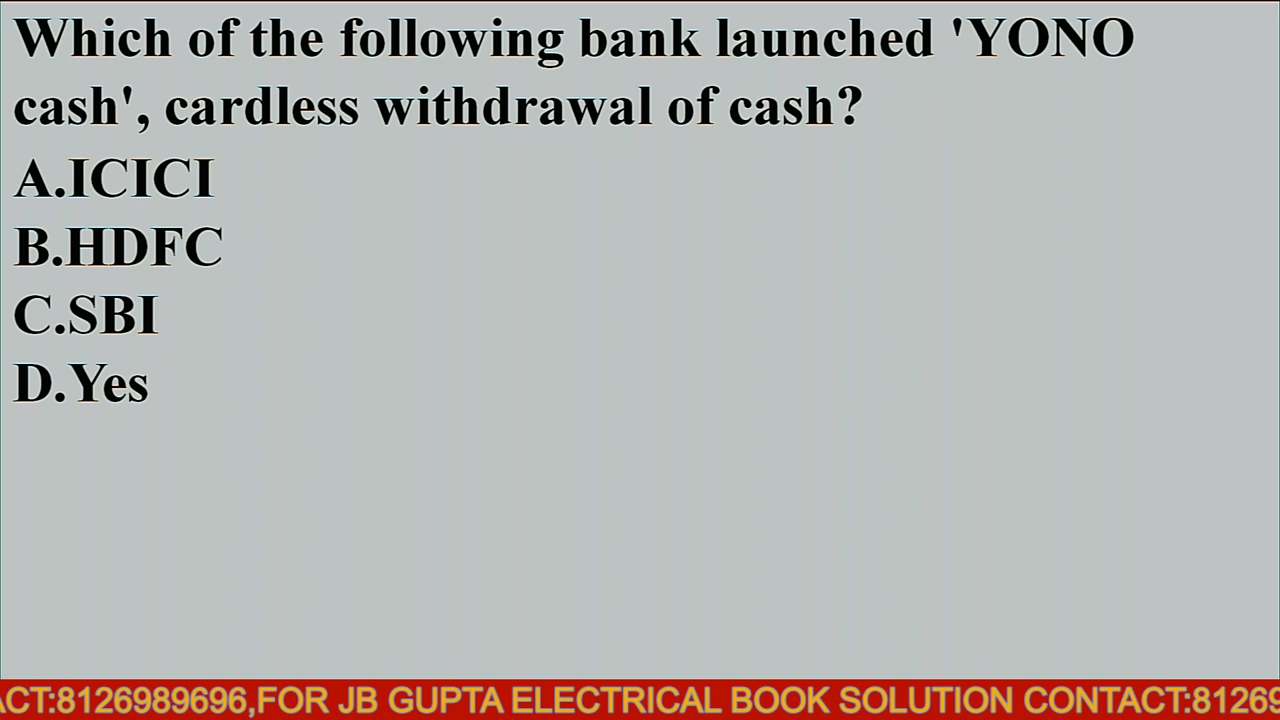 Which of the following bank launched 'YONO
cash', cardless withdrawal of cash?
A.ICICI
B.HDFC
C.SBI
D.Yes
ACT:8126989696,FOR JB GUPTA ELECTRICAL BOOK SOLUTION CONTACT:81269